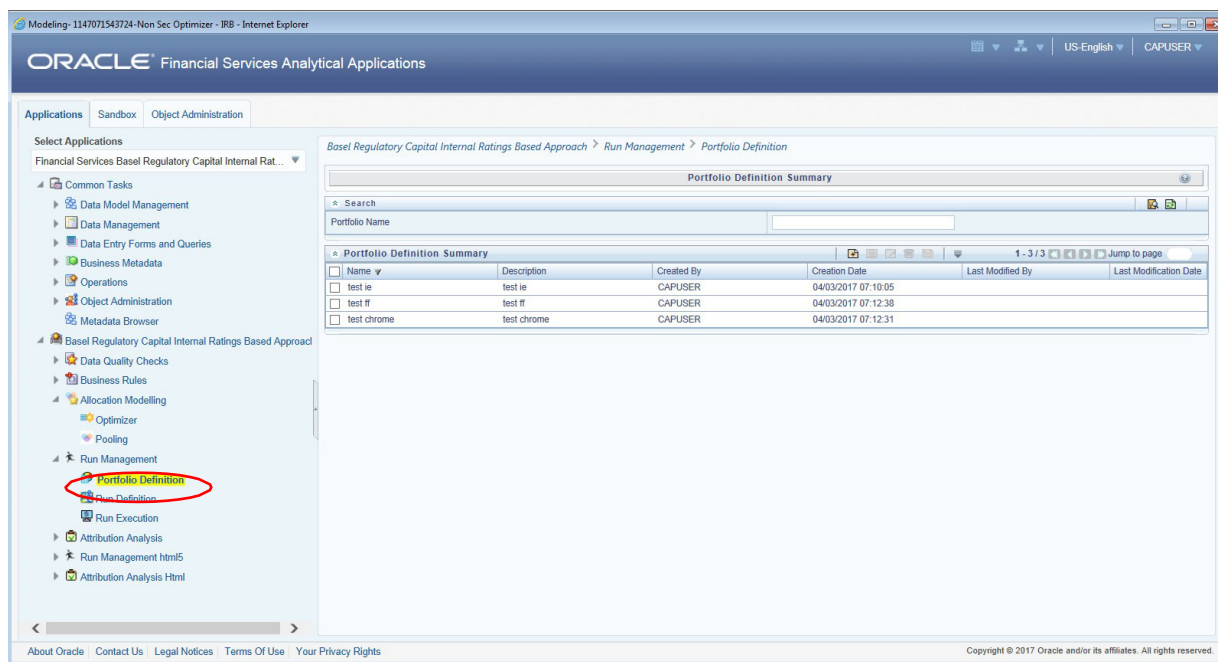 Modeling- 1147071543724-Non Sec Optimizer - IRB - Internet Explorer
ORACLE Financial Services Analytical Applications
US-English
CAPUSER
Applications Sandbox Object Administration
Select Applications
Financial Services Basel Regulatory Capital Internal Rat...
Common Tasks
Data Model Management
Data Management
Data Entry Forms and Queries
Business Metadata
Operations
Object Administration
Metadata Browser
Basel Regulatory Capital Internal Ratings Based Approacl
Data Quality Checks
Business Rules
Allocation Modelling
Optimizer
Pooling
Run Management
Portfolio Definition
Run Definition
Run Execution
Attribution Analysis
Run Management html5
Attribution Analysis Html
Basel Regulatory Capital Internal Ratings Based Approach > Run Management > Portfolio Definition
Portfolio Definition Summary
Search
Portfolio Name
Portfolio Definition Summary 1 - 3 / 3 Jump to page
Name Description Created By Creation Date Last Modified By Last Modification Date
test ie test ie CAPUSER 04/03/2017 07:10:05
test ff test ff CAPUSER 04/03/2017 07:12:38
test chrome test chrome CAPUSER 04/03/2017 07:12:31
About Oracle Contact Us Legal Notices Terms Of Use Your Privacy Rights
Copyright © 2017 Oracle and/or its affiliates. All rights reserved.